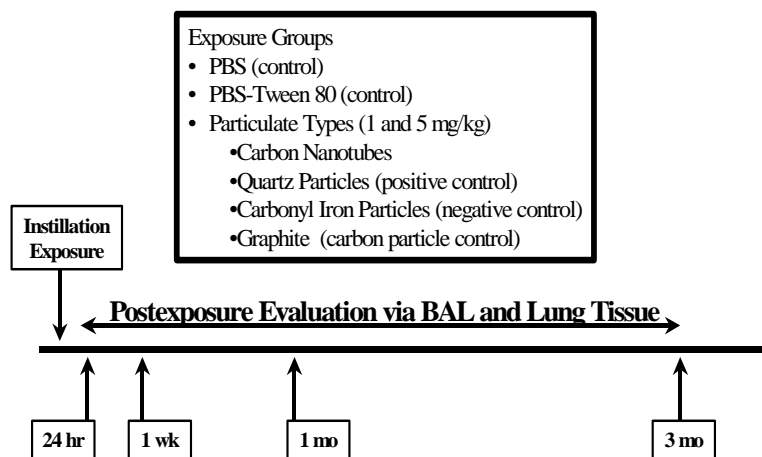 Exposure Groups
• PBS (control)
• PBS-Tween 80 (control)
• Particulate Types (1 and 5 mg/kg)
•Carbon Nanotubes
•Quartz Particles (positive control)
•Carbonyl Iron Particles (negative control)
•Graphite (carbon particle control)
Instillation
Exposure
Postexposure Evaluation via BAL and Lung Tissue
24 hr
1 wk
1 mo
3 mo